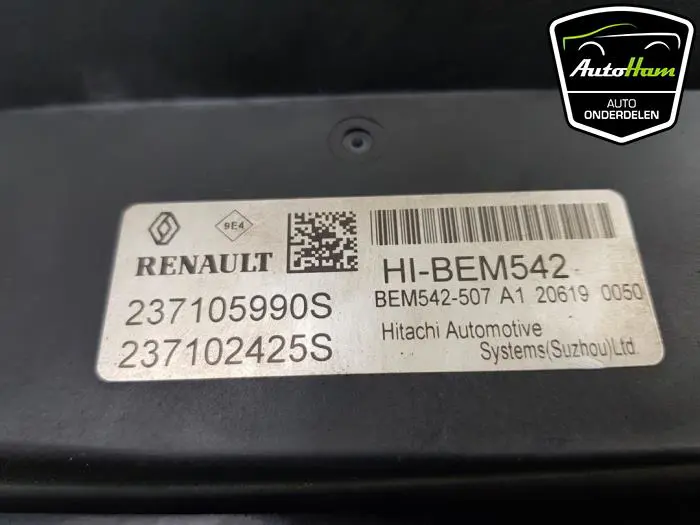 AutoHam
AUTO
ONDERDELEN
9E4
RENAULT
HI-BEM542
BEM542-507 A1 20619 0050
237105990S
237102425S
Hitachi Automotive
Systems(Suzhou)Ltd.